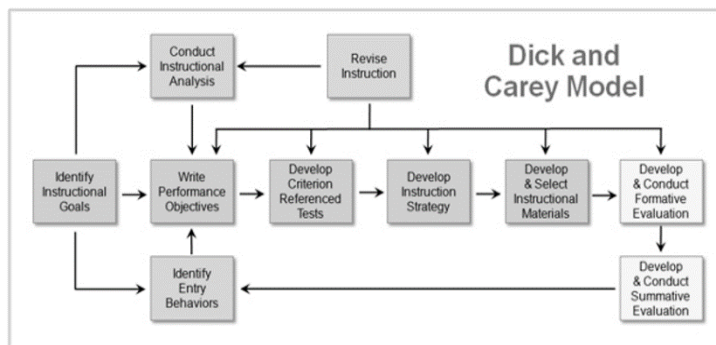 Conduct
Instructional
Analysis
Revise
Instruction
Dick and
Carey Model
Identify
Instructional
Goals
Write
Performance
Objectives
Develop
Criterion
Referenced
Tests
Develop
Instruction
Strategy
Develop
& Select
Instructional
Materials
Develop
& Conduct
Formative
Evaluation
Identify
Entry
Behaviors
Develop
& Conduct
Summative
Evaluation